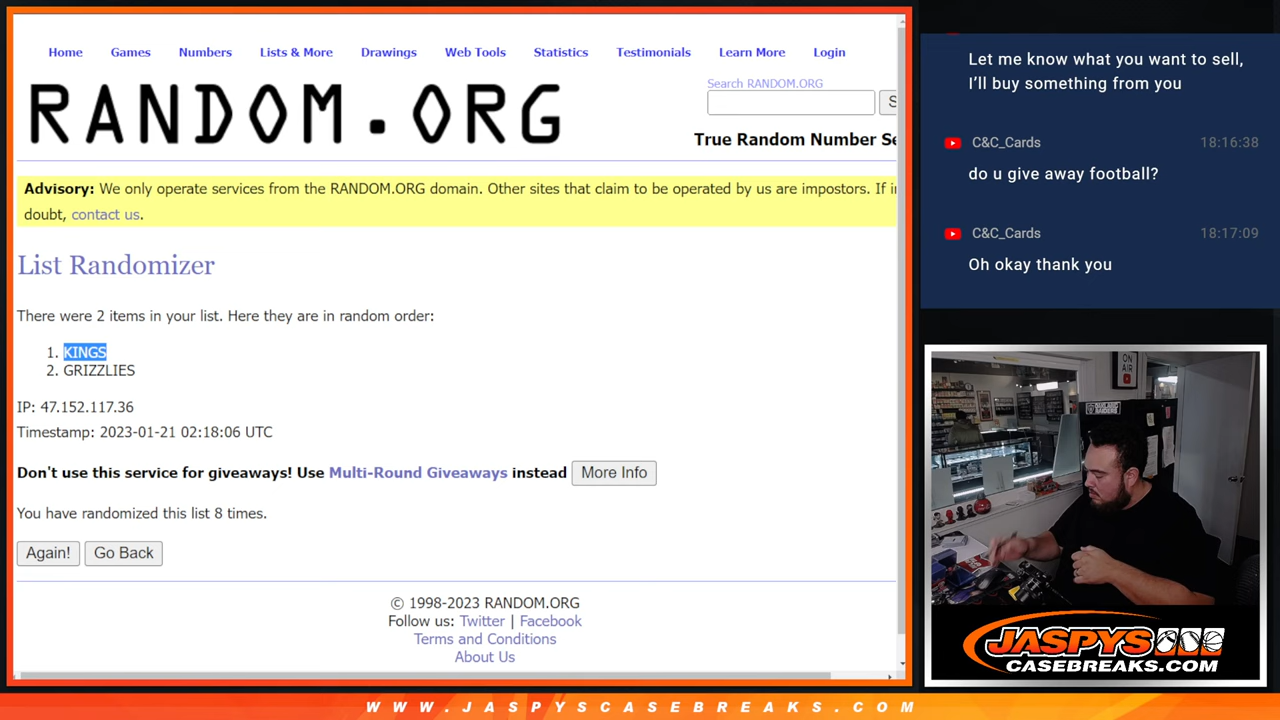 Home Games Numbers Lists & More Drawings Web Tools Statistics Testimonials Learn More Login
RANDOM.ORG
Search RANDOM.ORG
S
True Random Number Se
Advisory: We only operate services from the RANDOM.ORG domain. Other sites that claim to be operated by us are impostors. If in
doubt, contact us.
List Randomizer
There were 2 items in your list. Here they are in random order:
1. KINGS
2. GRIZZLIES
IP: 47.152.117.36
Timestamp: 2023-01-21 02:18:06 UTC
Don't use this service for giveaways! Use Multi-Round Giveaways instead More Info
You have randomized this list 8 times.
Again! Go Back
© 1998-2023 RANDOM.ORG
Follow us: Twitter | Facebook
Terms and Conditions
About Us
Let me know what you want to sell,
I’ll buy something from you
C&C_Cards 18:16:38
do u give away football?
C&C_Cards 18:17:09
Oh okay thank you
ON
AIR
JASPYS
CASEBREAKS.COM
WWW.JASPYSCASEBREAKS.COM